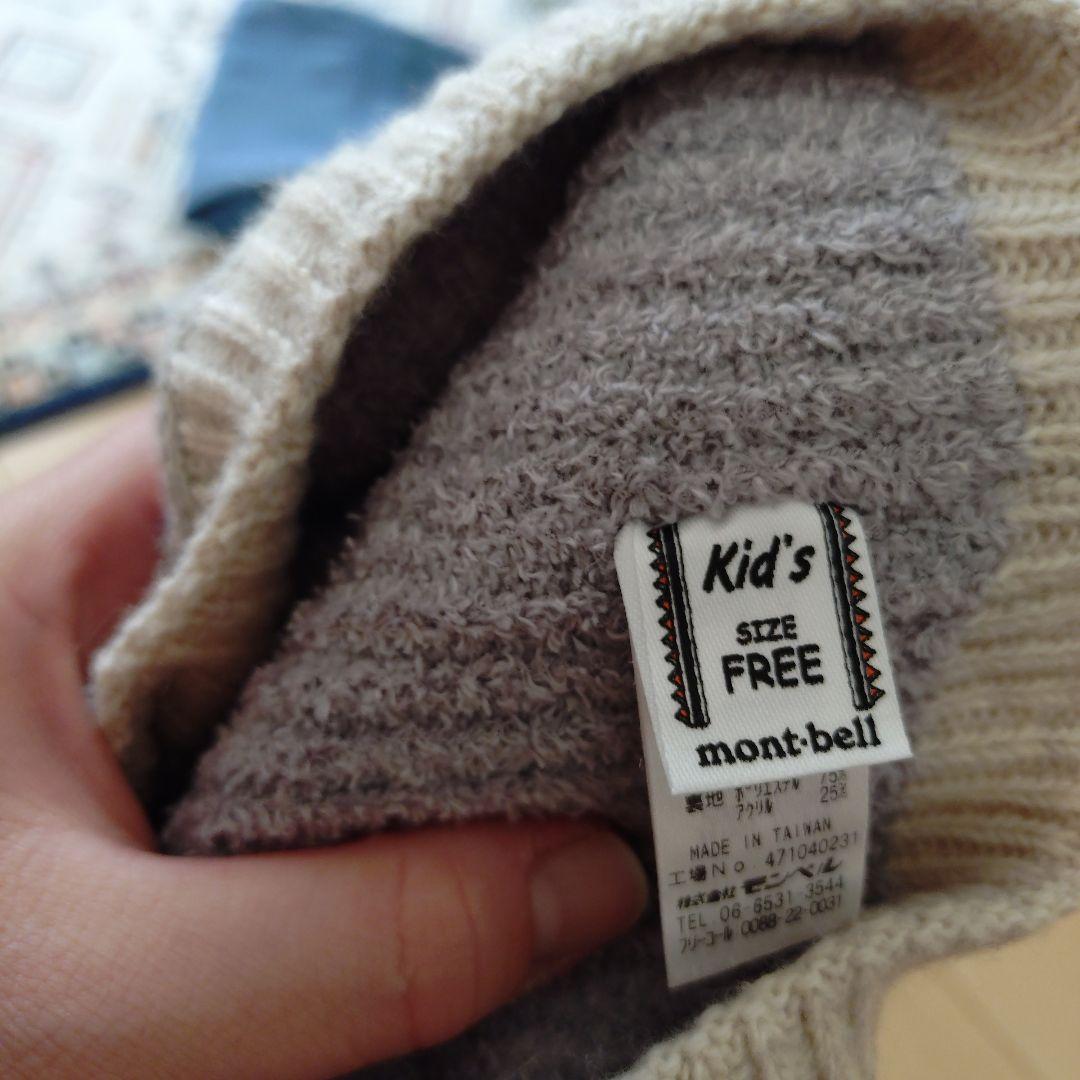 Kid's
SIZE
FREE
mont·bell
裏地 ポリエステル 75%
アクリル 25%
MADE IN TAIWAN
工場No. 471040231
株式会社 モンベル
TEL 06-6531-3544
フリーコール 0088-22-0031